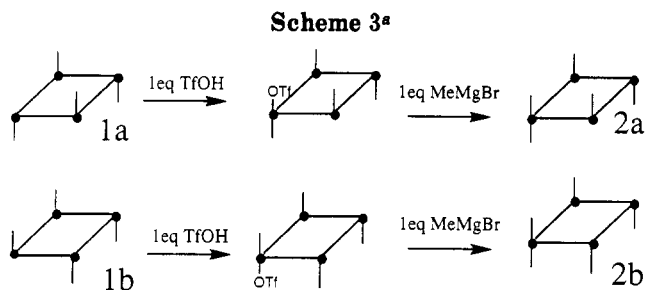 Scheme 3a
1eq TfOH
OTf
1eq MeMgBr
1a
2a
1eq TfOH
1eq MeMgBr
1b
OTf
2b